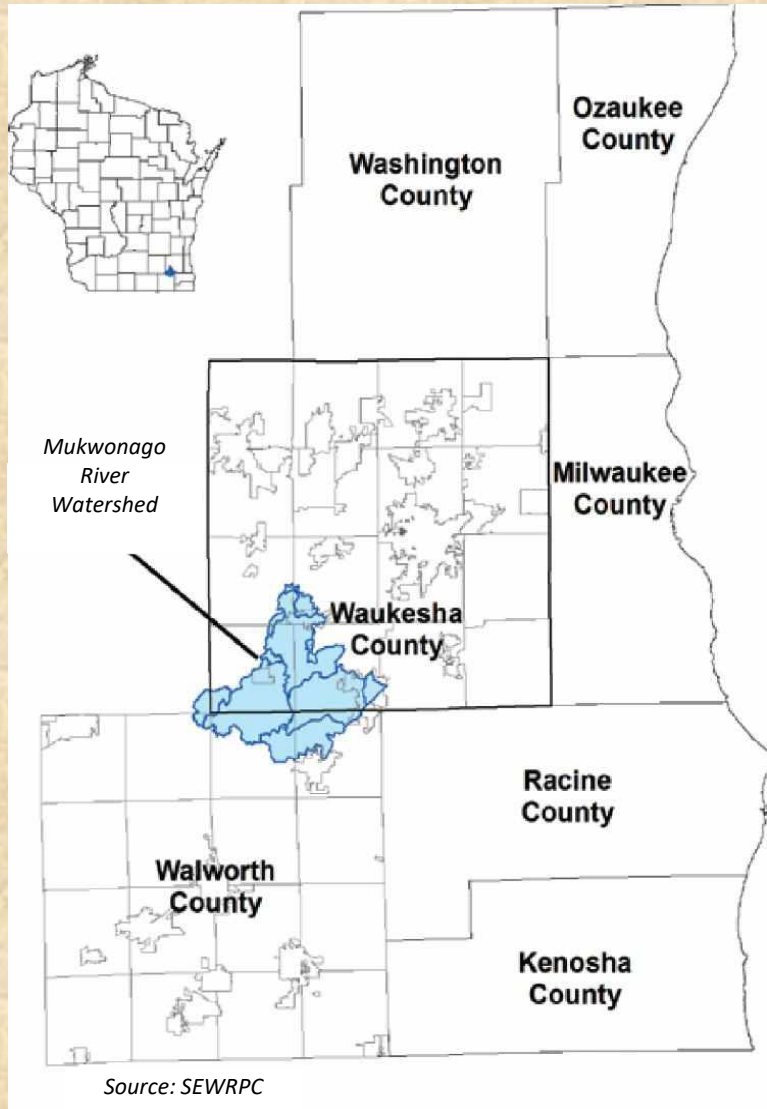 Ozaukee
County
Washington
County
Mukwonago
River
Watershed
Milwaukee
County
Waukesha
County
Racine
County
Walworth
County
Kenosha
County
Source: SEWRPC